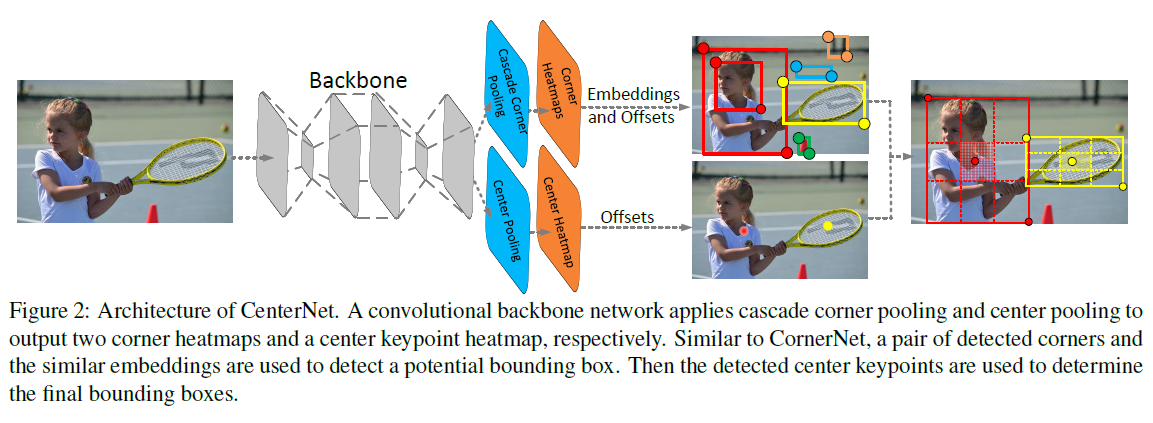 Backbone
Cascade Corner
Pooling
Corner
Heatmaps
Embeddings
and Offsets
Center Pooling
Center Heatmap
Offsets
Figure 2: Architecture of CenterNet. A convolutional backbone network applies cascade corner pooling and center pooling to
output two corner heatmaps and a center keypoint heatmap, respectively. Similar to CornerNet, a pair of detected corners and
the similar embeddings are used to detect a potential bounding box. Then the detected center keypoints are used to determine
the final bounding boxes.